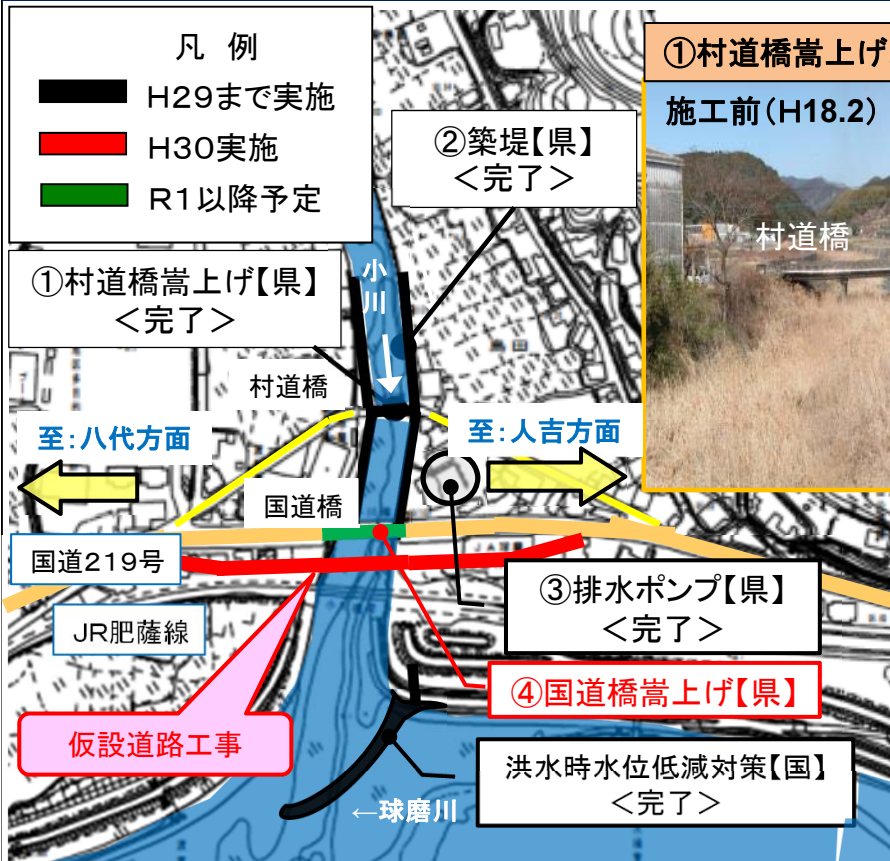 凡 例
H29まで実施
H30実施
R1以降予定
①村道橋嵩上げ
施工前(H18.2)
村道橋
②築堤【県】
<完了>
①村道橋嵩上げ【県】
<完了>
小川
村道橋
至:八代方面
至:人吉方面
国道橋
国道219号
JR肥薩線
③排水ポンプ【県】
<完了>
④国道橋嵩上げ【県】
仮設道路工事
洪水時水位低減対策【国】
<完了>
←球磨川